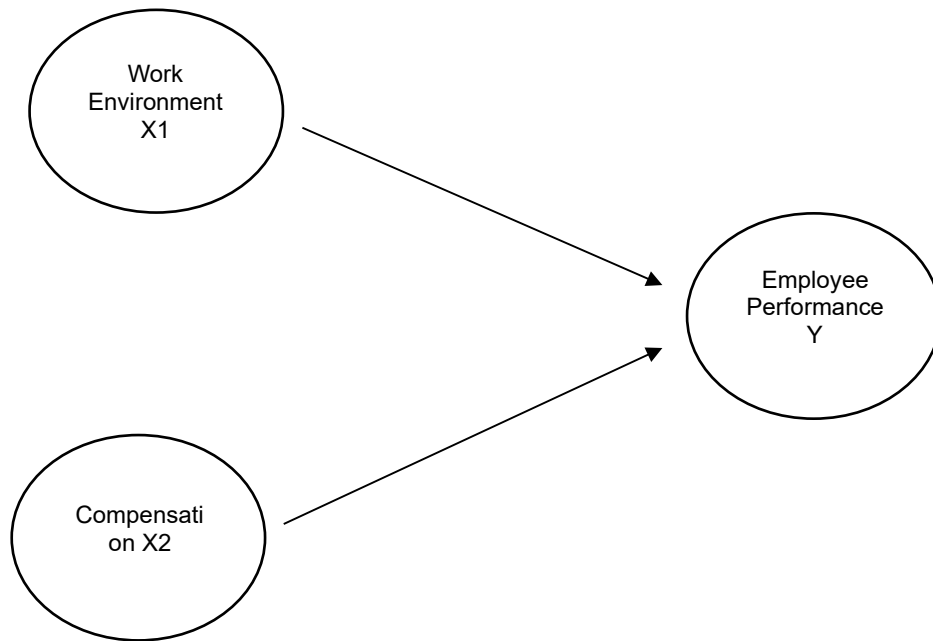 Work
Environment
X1
Employee
Performance
Y
Compensati
on X2